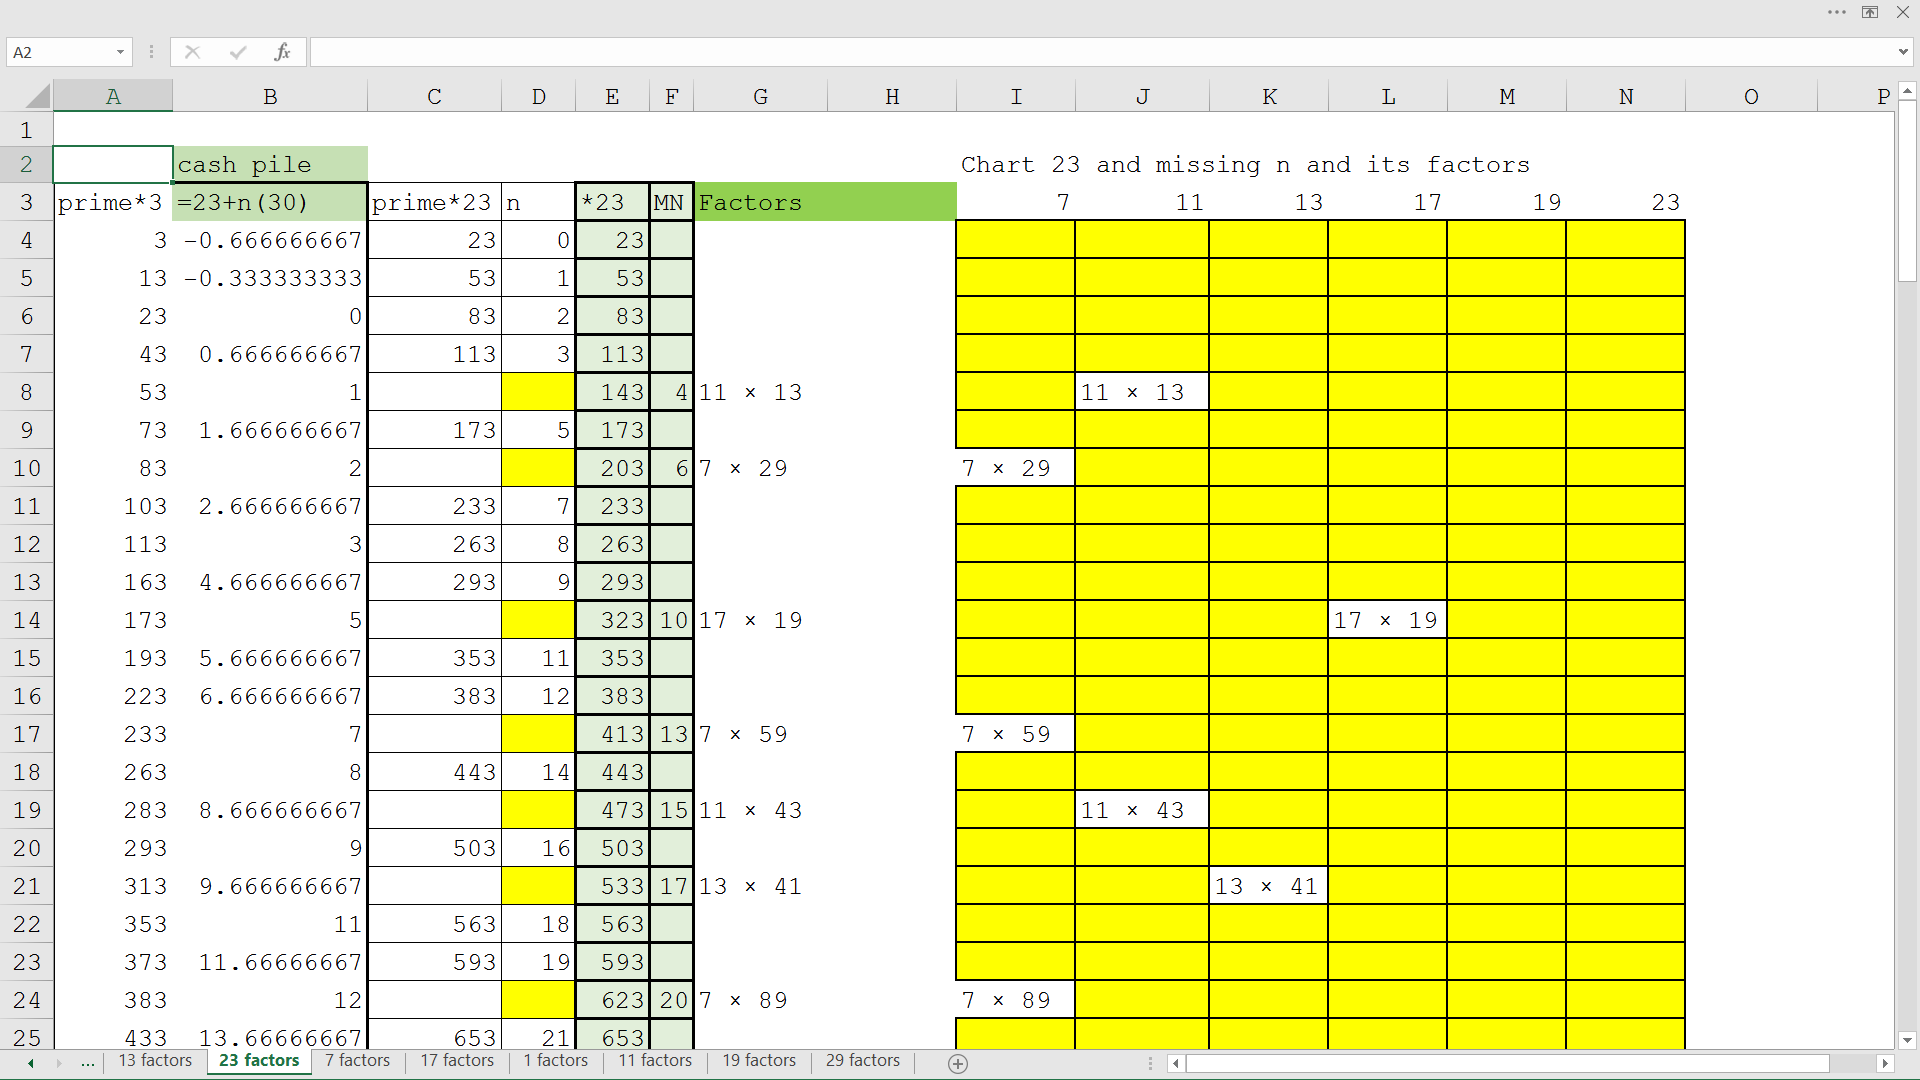 A2
fx
A B C D E F G H I J K L M N O P
1
2 cash pile Chart 23 and missing n and its factors
3 prime*3 =23+n(30) prime*23 n *23 MN Factors 7 11 13 17 19 23
4 3 -0.666666667 23 0 23
5 13 -0.333333333 53 1 53
6 23 0 83 2 83
7 43 0.666666667 113 3 113
8 53 1 143 4 11 × 13 11 × 13
9 73 1.666666667 173 5 173
10 83 2 203 6 7 × 29 7 × 29
11 103 2.666666667 233 7 233
12 113 3 263 8 263
13 163 4.666666667 293 9 293
14 173 5 323 10 17 × 19 17 × 19
15 193 5.666666667 353 11 353
16 223 6.666666667 383 12 383
17 233 7 413 13 7 × 59 7 × 59
18 263 8 443 14 443
19 283 8.666666667 473 15 11 × 43 11 × 43
20 293 9 503 16 503
21 313 9.666666667 533 17 13 × 41 13 × 41
22 353 11 563 18 563
23 373 11.66666667 593 19 593
24 383 12 623 20 7 × 89 7 × 89
25 433 13.66666667 653 21 653
... 13 factors 23 factors 7 factors 17 factors 1 factors 11 factors 19 factors 29 factors